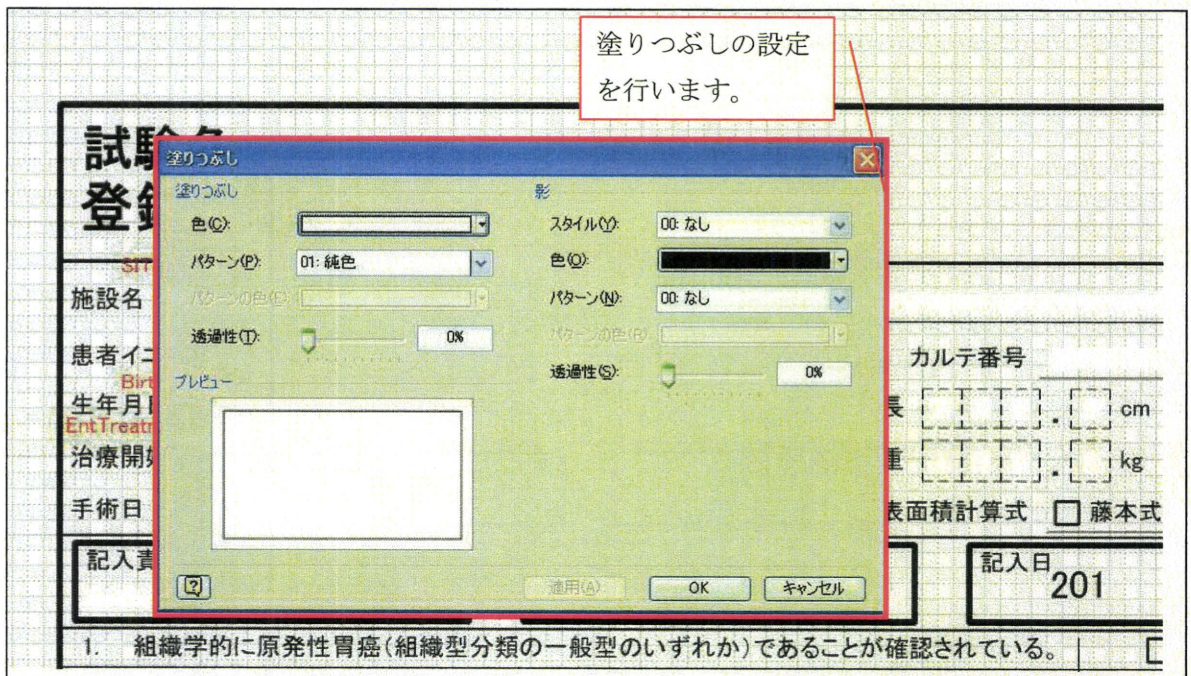 塗りつぶしの設定
を行います。
試験名
登録
塗りつぶし
塗りつぶし
影
色(C):
スタイル(Y): 00: なし
パターン(P): 01: 純色
色(O):
SIT
施設名
パターンの色(E):
パターン(N): 00: なし
透過性(T): 0%
パターンの色(R):
患者イニ
カルテ番号
透過性(S): 0%
Birt
プレビュー
生年月日
長 . cm
EntTreatm
治療開始
重 . kg
手術日
表面積計算式 藤本式
記入責
記入日
201
適用(A) OK キャンセル
1. 組織学的に原発性胃癌(組織型分類の一般型のいずれか)であることが確認されている。